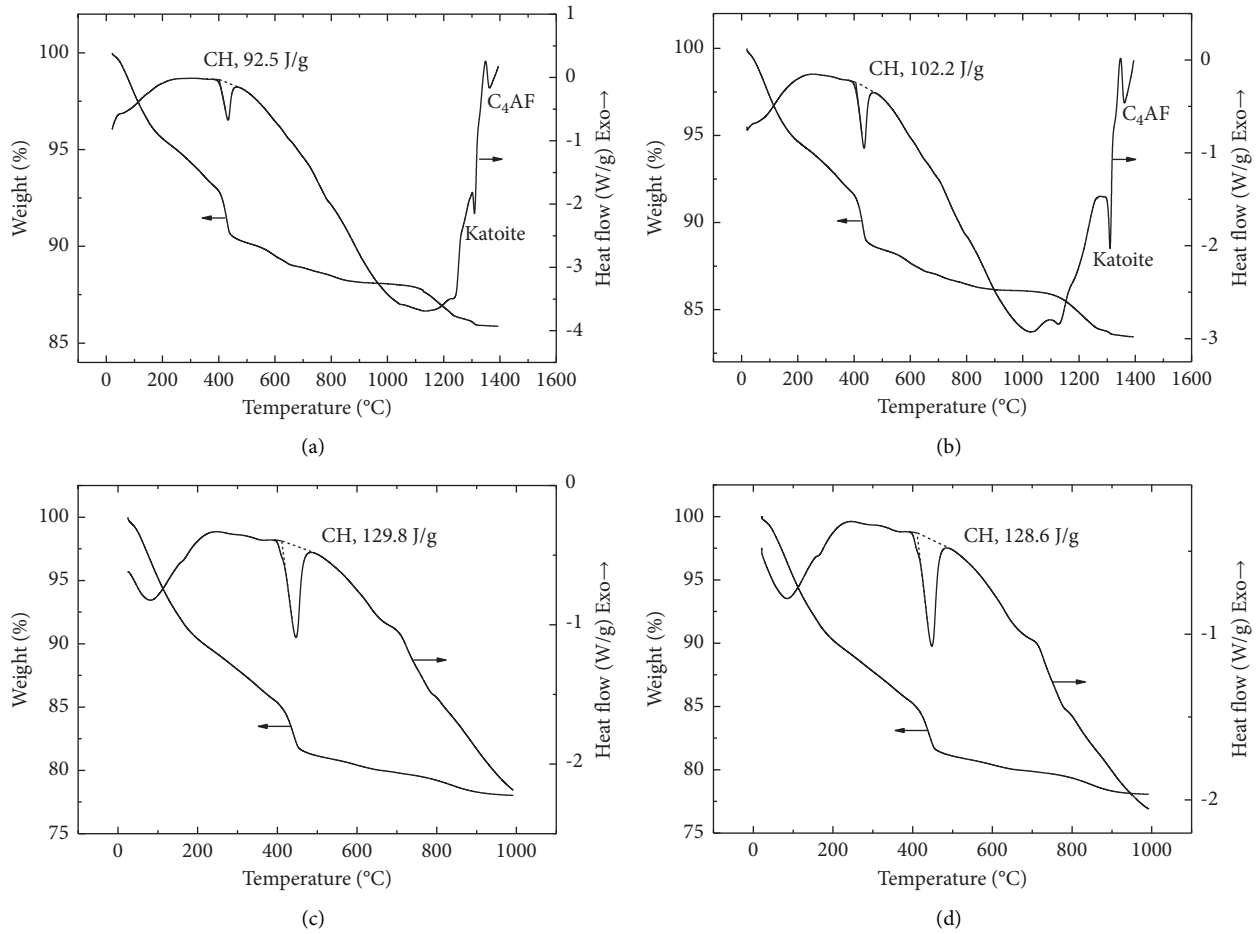 CH, 92.5 J/g
C₄AF
Katoite
Weight (%)
100
95
90
85
1
0
-1
-2
-3
-4
Heat flow (W/g) Exo→
0 200 400 600 800 1000 1200 1400 1600
Temperature (°C)
(a)
CH, 102.2 J/g
C₄AF
Katoite
Weight (%)
100
95
90
85
0
-1
-2
-3
Heat flow (W/g) Exo→
0 200 400 600 800 1000 1200 1400 1600
Temperature (°C)
(b)
CH, 129.8 J/g
Weight (%)
100
95
90
85
80
75
0
-1
-2
Heat flow (W/g) Exo→
0 200 400 600 800 1000
Temperature (°C)
(c)
CH, 128.6 J/g
Weight (%)
100
95
90
85
80
75
-1
-2
Heat flow (W/g) Exo→
0 200 400 600 800 1000
Temperature (°C)
(d)